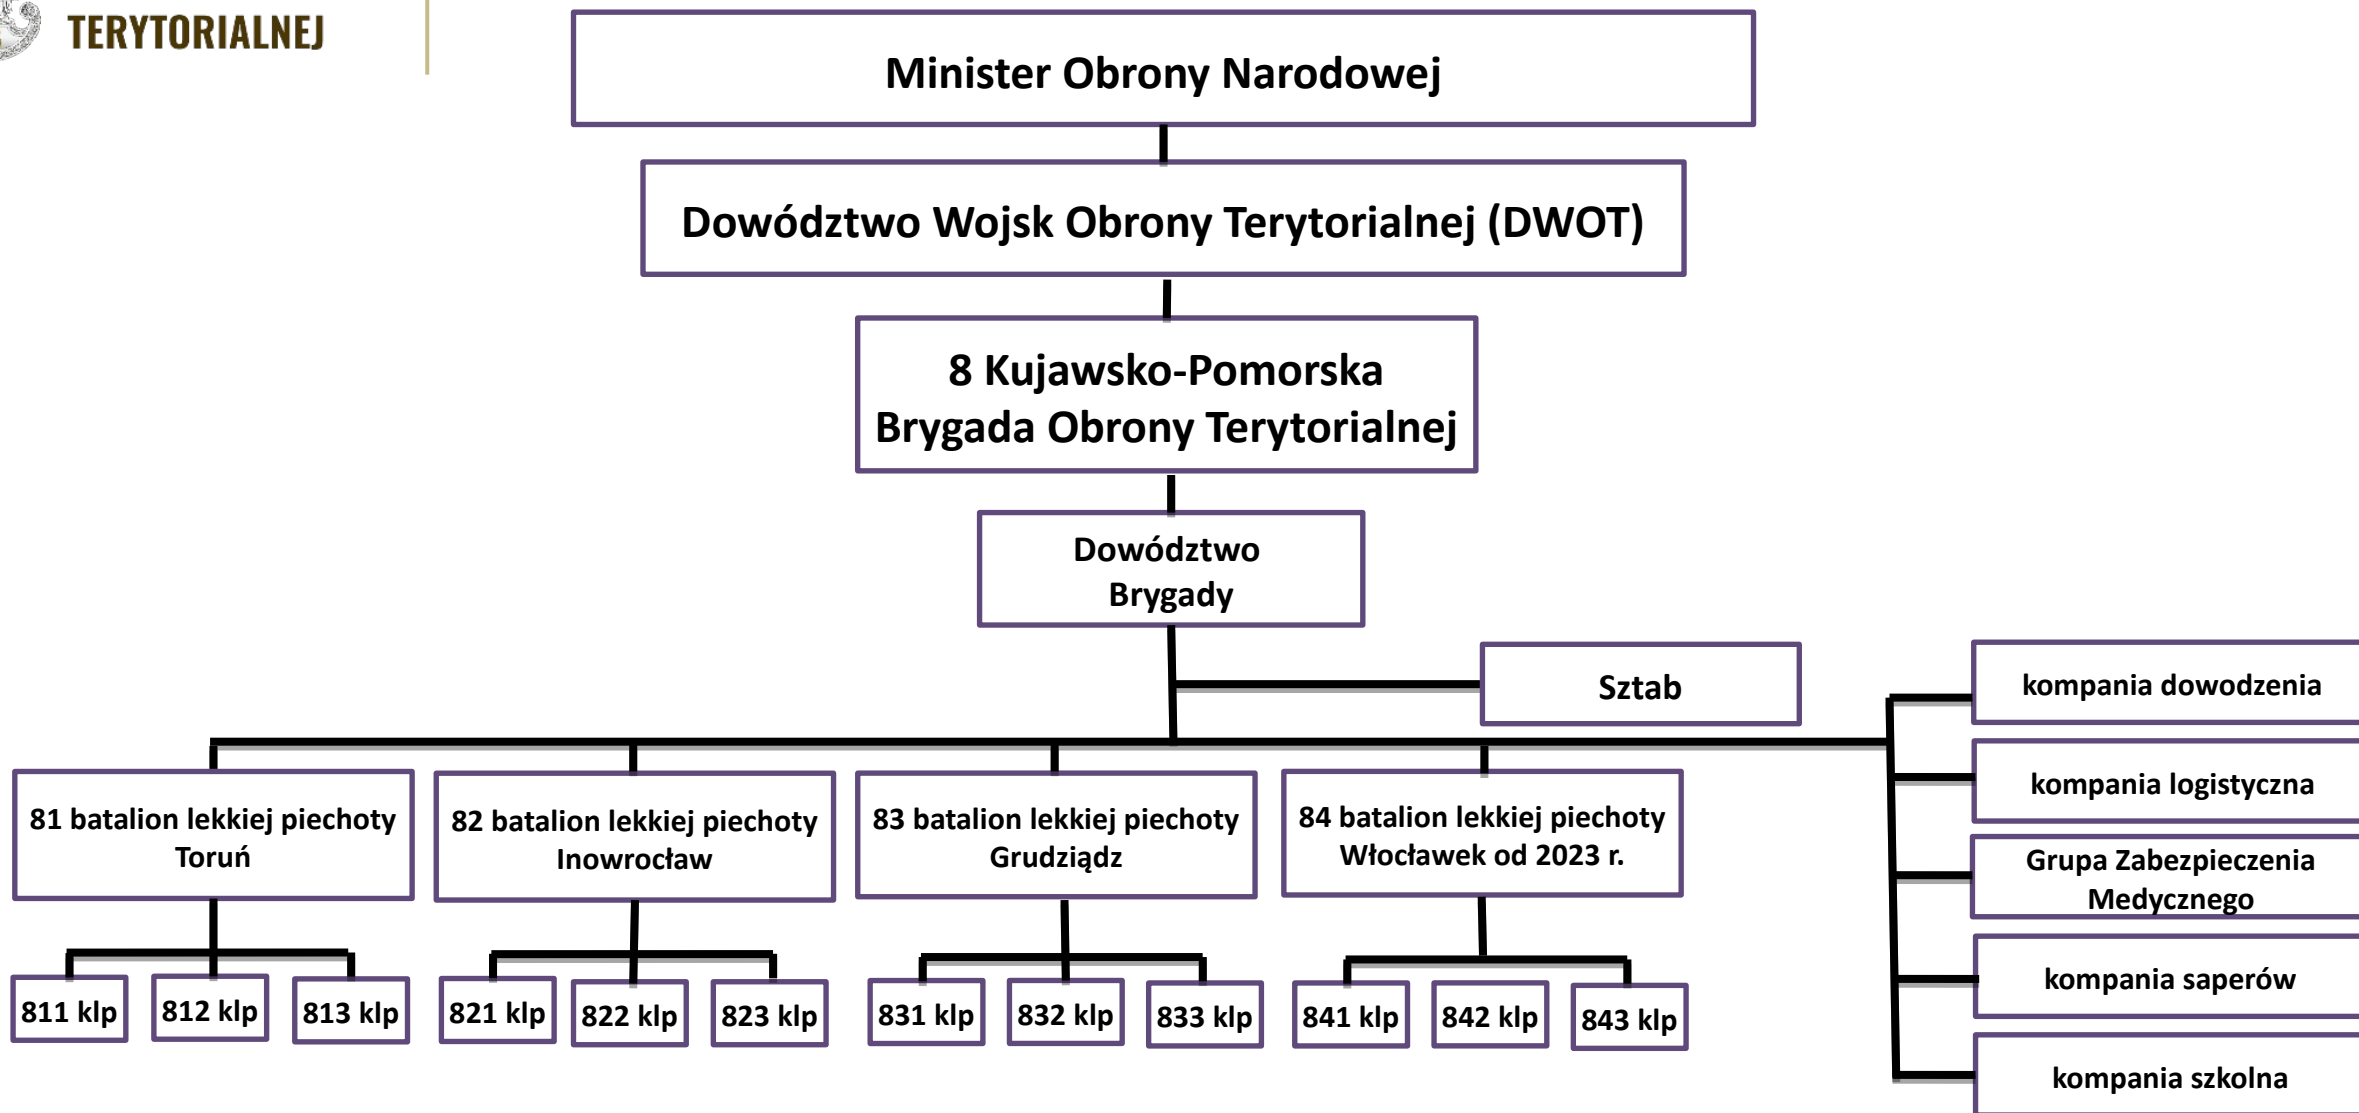 TERYTORIALNEJ
Minister Obrony Narodowej
Dowództwo Wojsk Obrony Terytorialnej (DWOT)
8 Kujawsko-Pomorska
Brygada Obrony Terytorialnej
Dowództwo
Brygady
Sztab
kompania dowodzenia
kompania logistyczna
Grupa Zabezpieczenia
Medycznego
kompania saperów
kompania szkolna
81 batalion lekkiej piechoty
Toruń
82 batalion lekkiej piechoty
Inowrocław
83 batalion lekkiej piechoty
Grudziądz
84 batalion lekkiej piechoty
Włocławek od 2023 r.
811 klp
812 klp
813 klp
821 klp
822 klp
823 klp
831 klp
832 klp
833 klp
841 klp
842 klp
843 klp